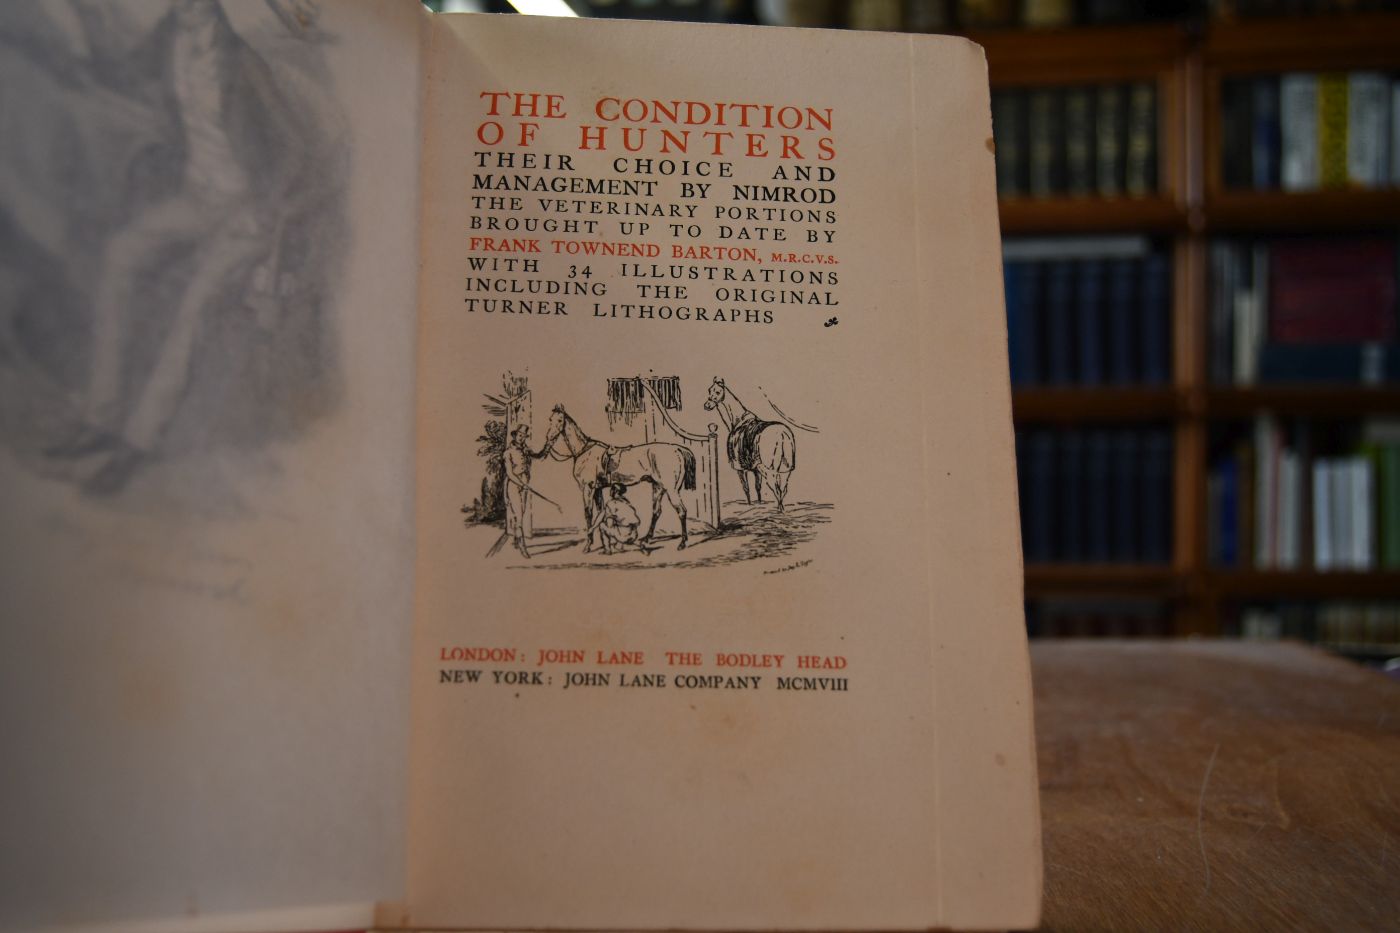 THE CONDITION
OF HUNTERS
THEIR CHOICE AND
MANAGEMENT BY NIMROD
THE VETERINARY PORTIONS
BROUGHT UP TO DATE BY
FRANK TOWNEND BARTON, M.R.C.V.S.
WITH 34 ILLUSTRATIONS
INCLUDING THE ORIGINAL
TURNER LITHOGRAPHS
LONDON: JOHN LANE THE BODLEY HEAD
NEW YORK: JOHN LANE COMPANY MCMVIII